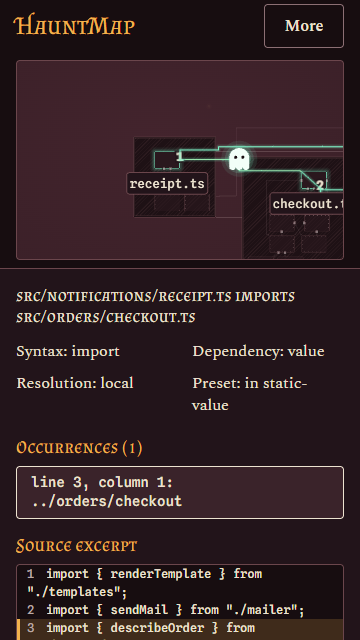 HauntMap
More
1
receipt.ts
2
checkout.t
src/notifications/receipt.ts imports
src/orders/checkout.ts
Syntax: import
Dependency: value
Resolution: local
Preset: in static-
value
Occurrences (1)
line 3, column 1:
../orders/checkout
Source excerpt
1 import { renderTemplate } from
"./templates";
2 import { sendMail } from "./mailer";
3 import { describeOrder } from